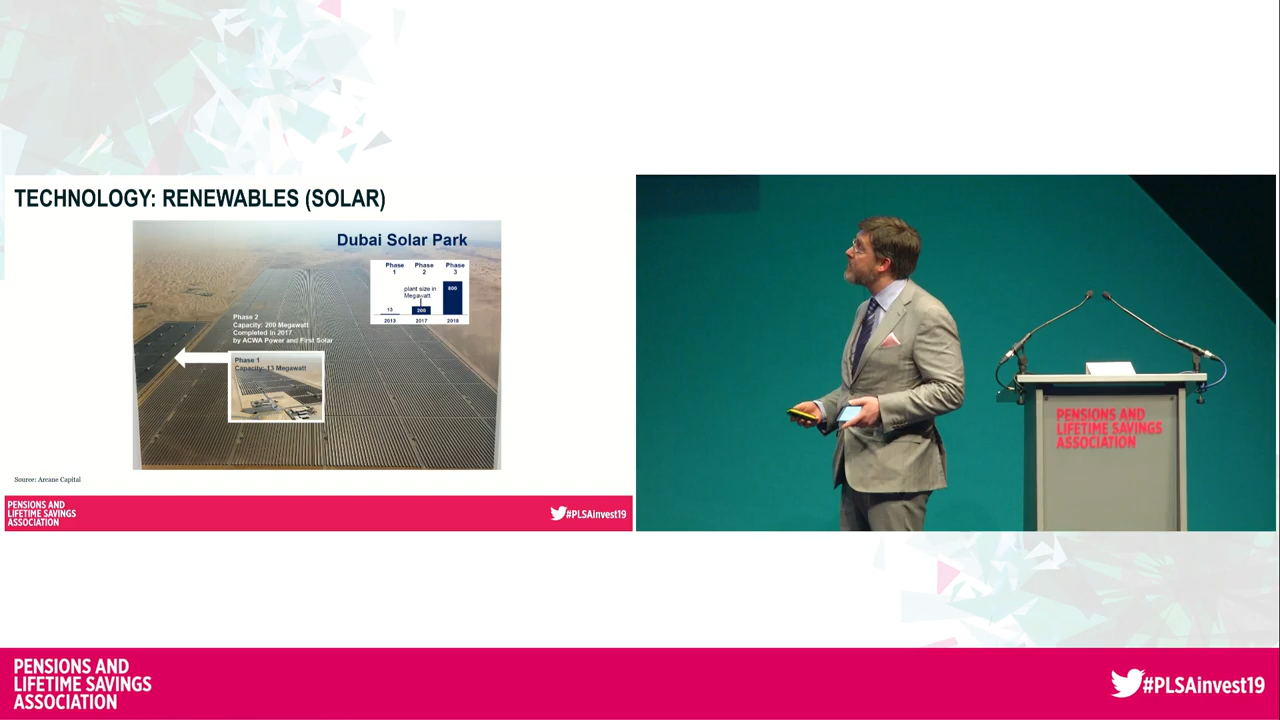 TECHNOLOGY: RENEWABLES (SOLAR)
Dubai Solar Park
Phase 1
Phase 2
Phase 3
plant size in
Megawatt
13
200
800
2013
2017
2018
Phase 2
Capacity: 200 Megawatt
Completed in 2017
by ACWA Power and First Solar
Phase 1
Capacity: 13 Megawatt
Source: Arcane Capital
PENSIONS AND
LIFETIME SAVINGS
ASSOCIATION
#PLSAinvest19
PENSIONS AND
LIFETIME SAVINGS
ASSOCIATION
PENSIONS AND
LIFETIME SAVINGS
ASSOCIATION
#PLSAinvest19